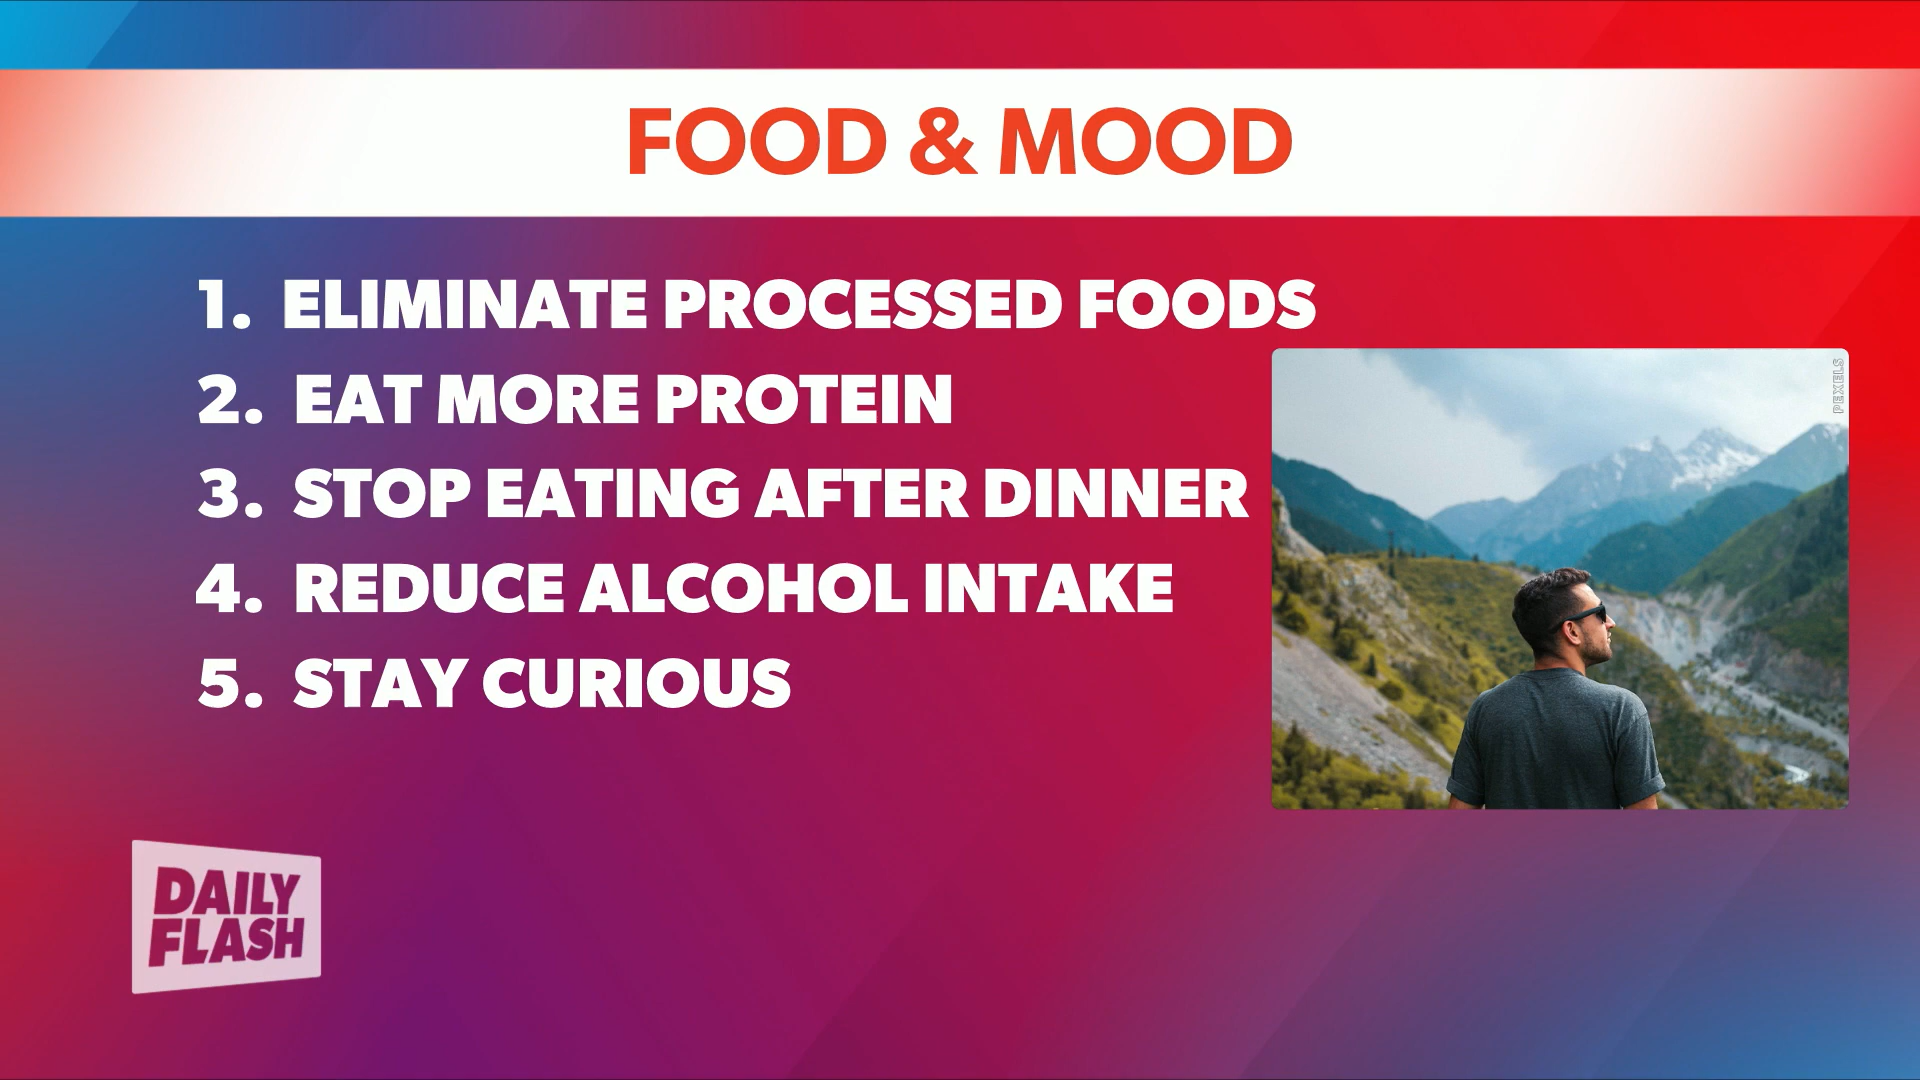 FOOD & MOOD
1. ELIMINATE PROCESSED FOODS
2. EAT MORE PROTEIN
3. STOP EATING AFTER DINNER
4. REDUCE ALCOHOL INTAKE
5. STAY CURIOUS
PEXELS
DAILY
FLASH